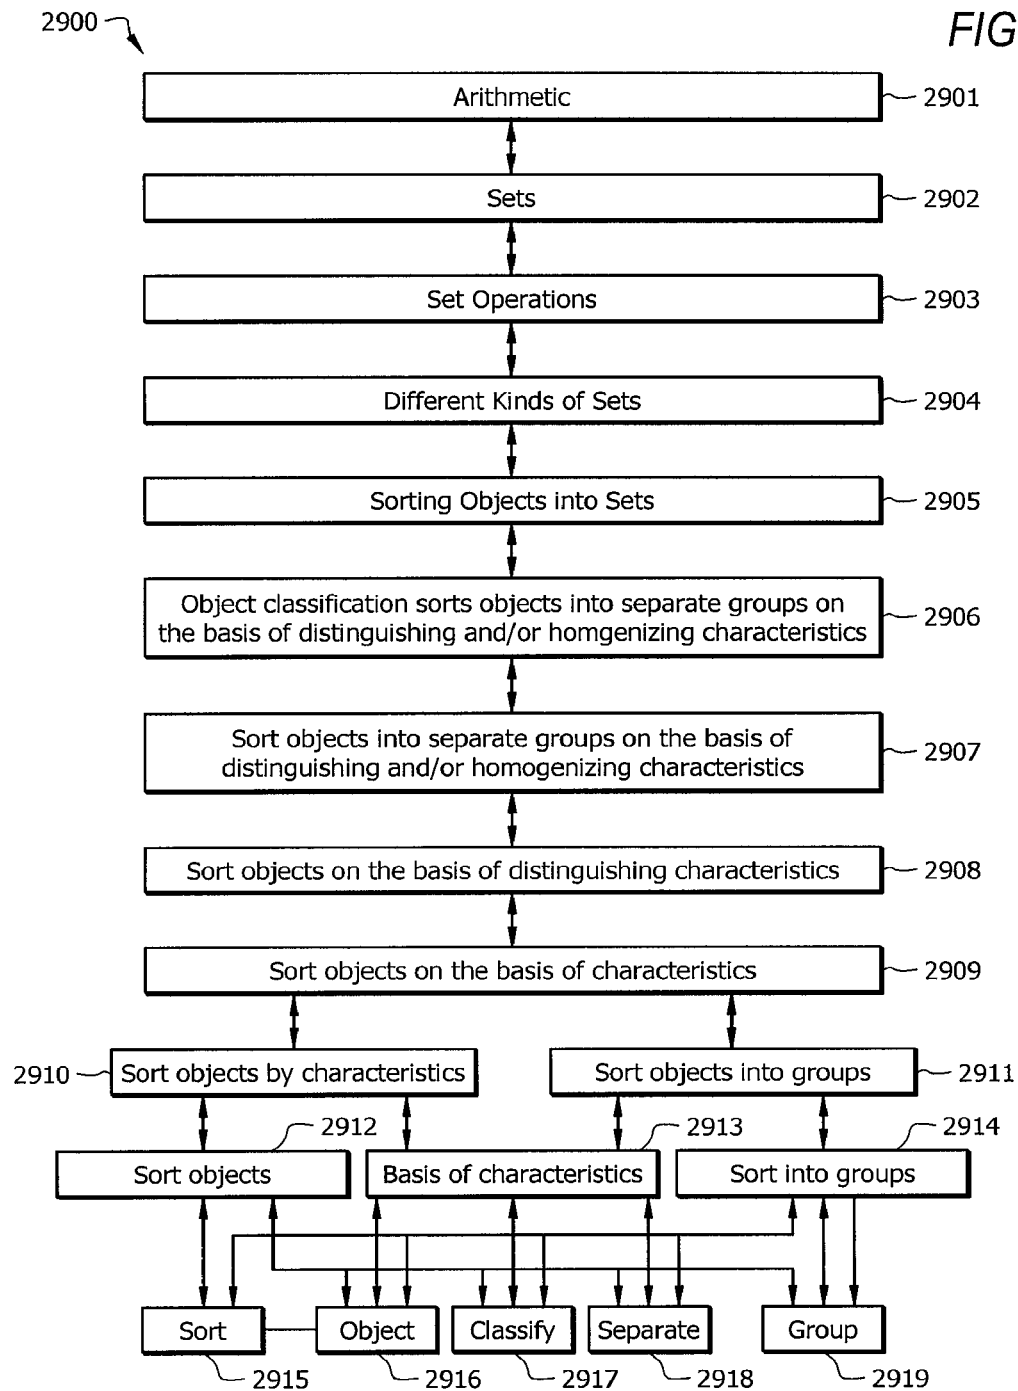 2900
FIG
Arithmetic
2901
Sets
2902
Set Operations
2903
Different Kinds of Sets
2904
Sorting Objects into Sets
2905
Object classification sorts objects into separate groups on
the basis of distinguishing and/or homgenizing characteristics
2906
Sort objects into separate groups on the basis of
distinguishing and/or homogenizing characteristics
2907
Sort objects on the basis of distinguishing characteristics
2908
Sort objects on the basis of characteristics
2909
2910
Sort objects by characteristics
Sort objects into groups
2911
2912
2913
2914
Sort objects
Basis of characteristics
Sort into groups
Sort
Object
Classify
Separate
Group
2915
2916
2917
2918
2919